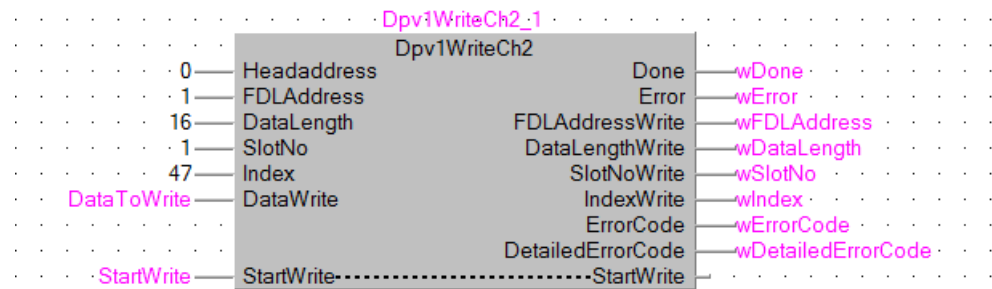 Dpv1WriteCh2_1
Dpv1WriteCh2
0 Headaddress Done wDone
1 FDLAddress Error wError
16 DataLength FDLAddressWrite wFDLAddress
1 SlotNo DataLengthWrite wDataLength
47 Index SlotNoWrite wSlotNo
DataToWrite DataWrite IndexWrite wIndex
ErrorCode wErrorCode
DetailedErrorCode wDetailedErrorCode
StartWrite StartWrite StartWrite